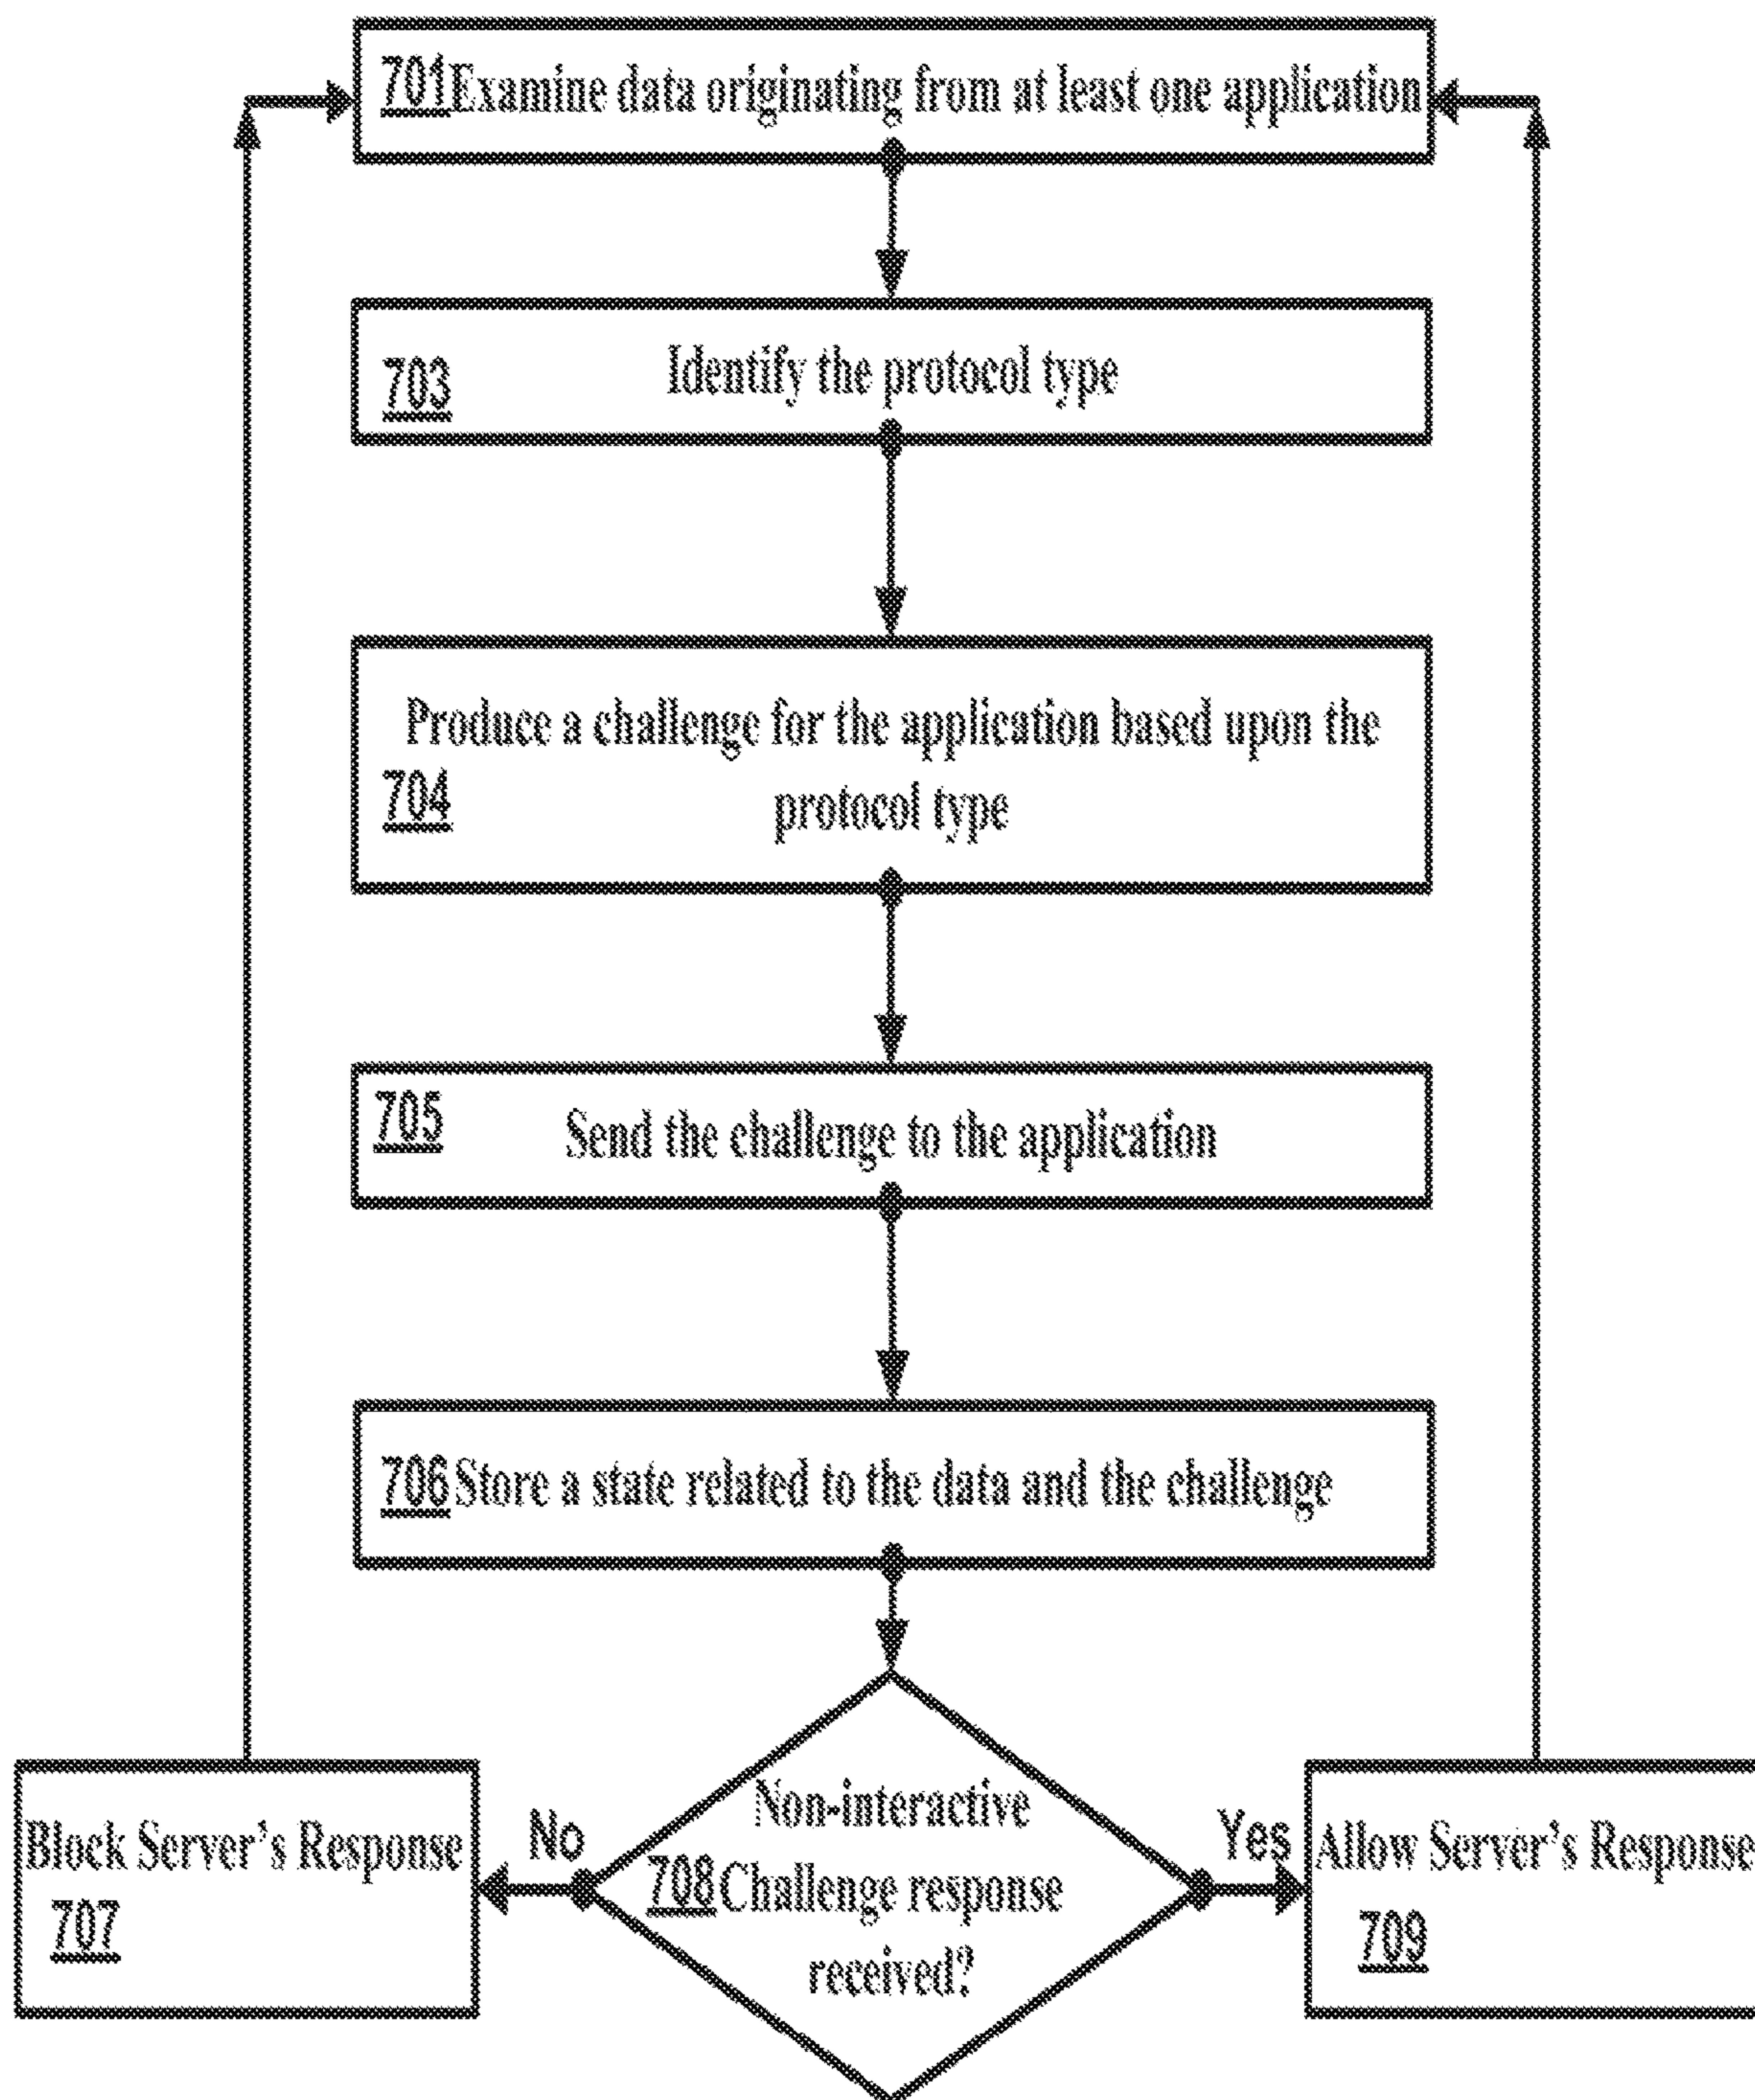 701 Examine data originating from at least one application
703 Identify the protocol type
Produce a challenge for the application based upon the
704 protocol type
705 Send the challenge to the application
706 Store a state related to the data and the challenge
Non-interactive
708 Challenge response
received?
No
Block Server's Response
707
Yes
Allow Server's Response
709